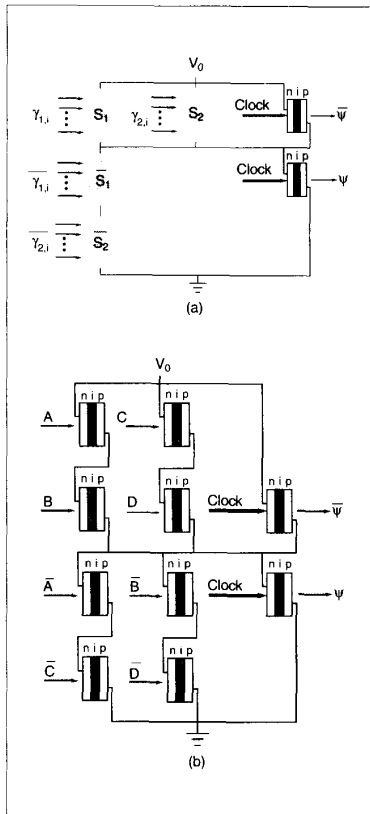 V₀
n i p
Clock
ψ̅
γ₁,ᵢ
S₁
γ₂,ᵢ
S₂
n i p
Clock
ψ
γ̅₁,ᵢ
S̅₁
γ̅₂,ᵢ
S̅₂
(a)
V₀
n i p
n i p
A
C
n i p
n i p
n i p
B
D
Clock
ψ̅
n i p
n i p
n i p
A̅
B̅
Clock
ψ
n i p
n i p
C̅
D̅
(b)